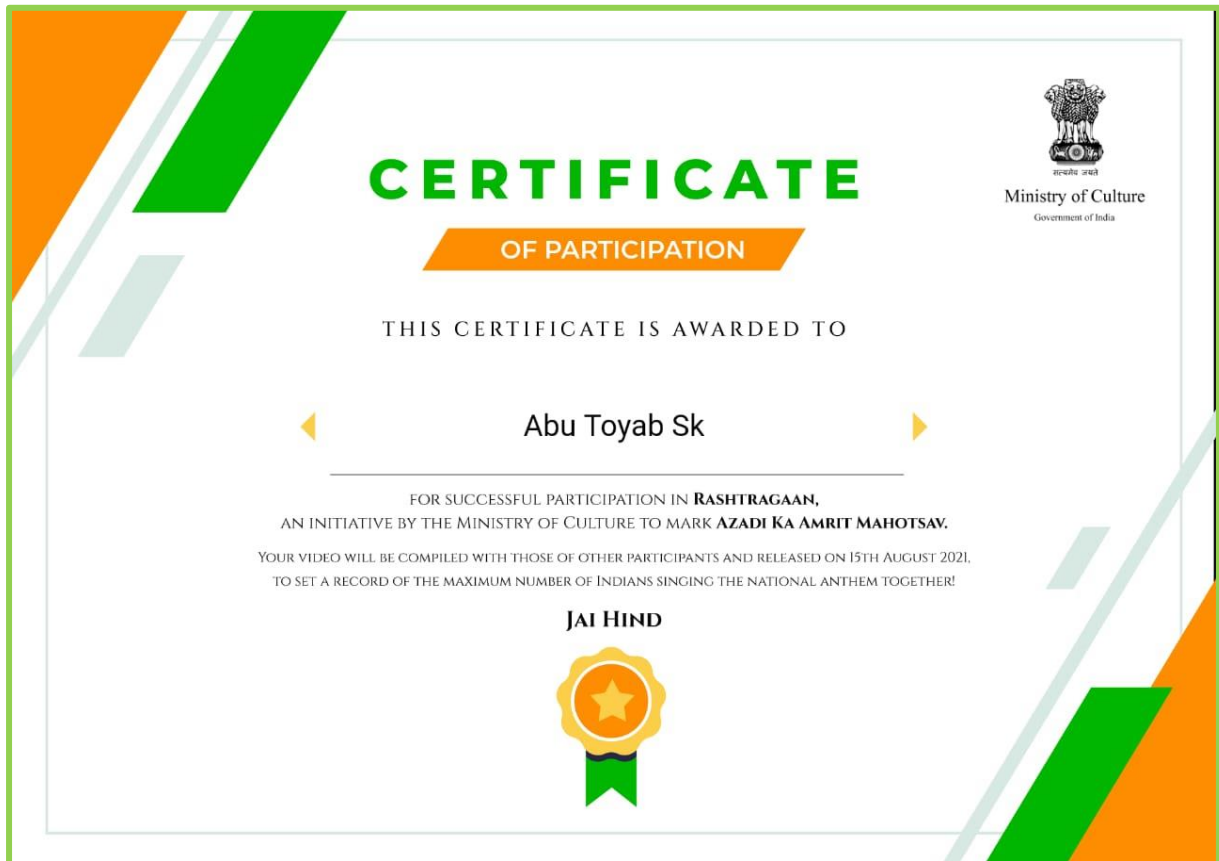 CERTIFICATE
OF PARTICIPATION
सत्यमेव जयते
Ministry of Culture
Government of India
THIS CERTIFICATE IS AWARDED TO
Abu Toyab Sk
FOR SUCCESSFUL PARTICIPATION IN RASHTRAGAAN,
AN INITIATIVE BY THE MINISTRY OF CULTURE TO MARK AZADI KA AMRIT MAHOTSAV.
YOUR VIDEO WILL BE COMPILED WITH THOSE OF OTHER PARTICIPANTS AND RELEASED ON 15TH AUGUST 2021,
TO SET A RECORD OF THE MAXIMUM NUMBER OF INDIANS SINGING THE NATIONAL ANTHEM TOGETHER!
JAI HIND